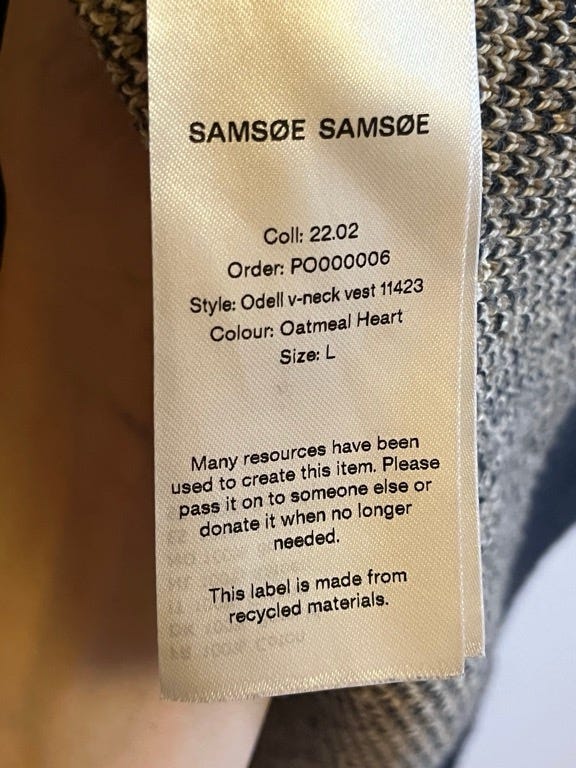 SAMSØE SAMSØE
Coll: 22.02
Order: PO000006
Style: Odell v-neck vest 11423
Colour: Oatmeal Heart
Size: L
Many resources have been
used to create this item. Please
pass it on to someone else or
donate it when no longer
needed.
This label is made from
recycled materials.